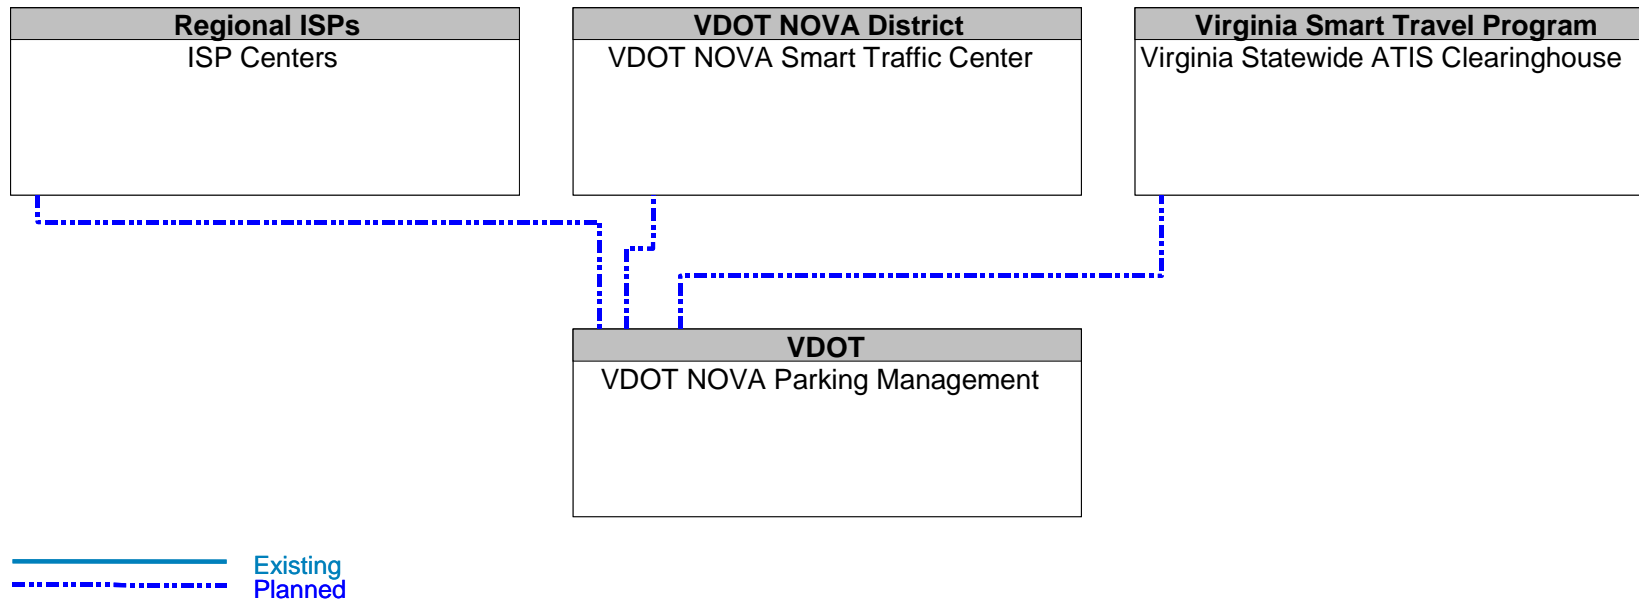 Regional ISPs
ISP Centers
VDOT NOVA District
VDOT NOVA Smart Traffic Center
Virginia Smart Travel Program
Virginia Statewide ATIS Clearinghouse
VDOT
VDOT NOVA Parking Management
Existing
Planned